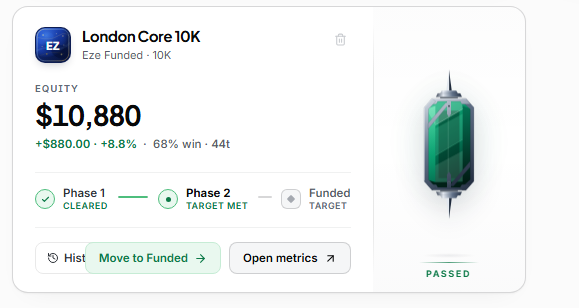 EZ
London Core 10K
Eze Funded · 10K
EQUITY
$10,880
+$880.00 · +8.8% · 68% win · 44t
Phase 1
CLEARED
Phase 2
TARGET MET
Funded
TARGET
Hist
Move to Funded →
Open metrics ↗
PASSED